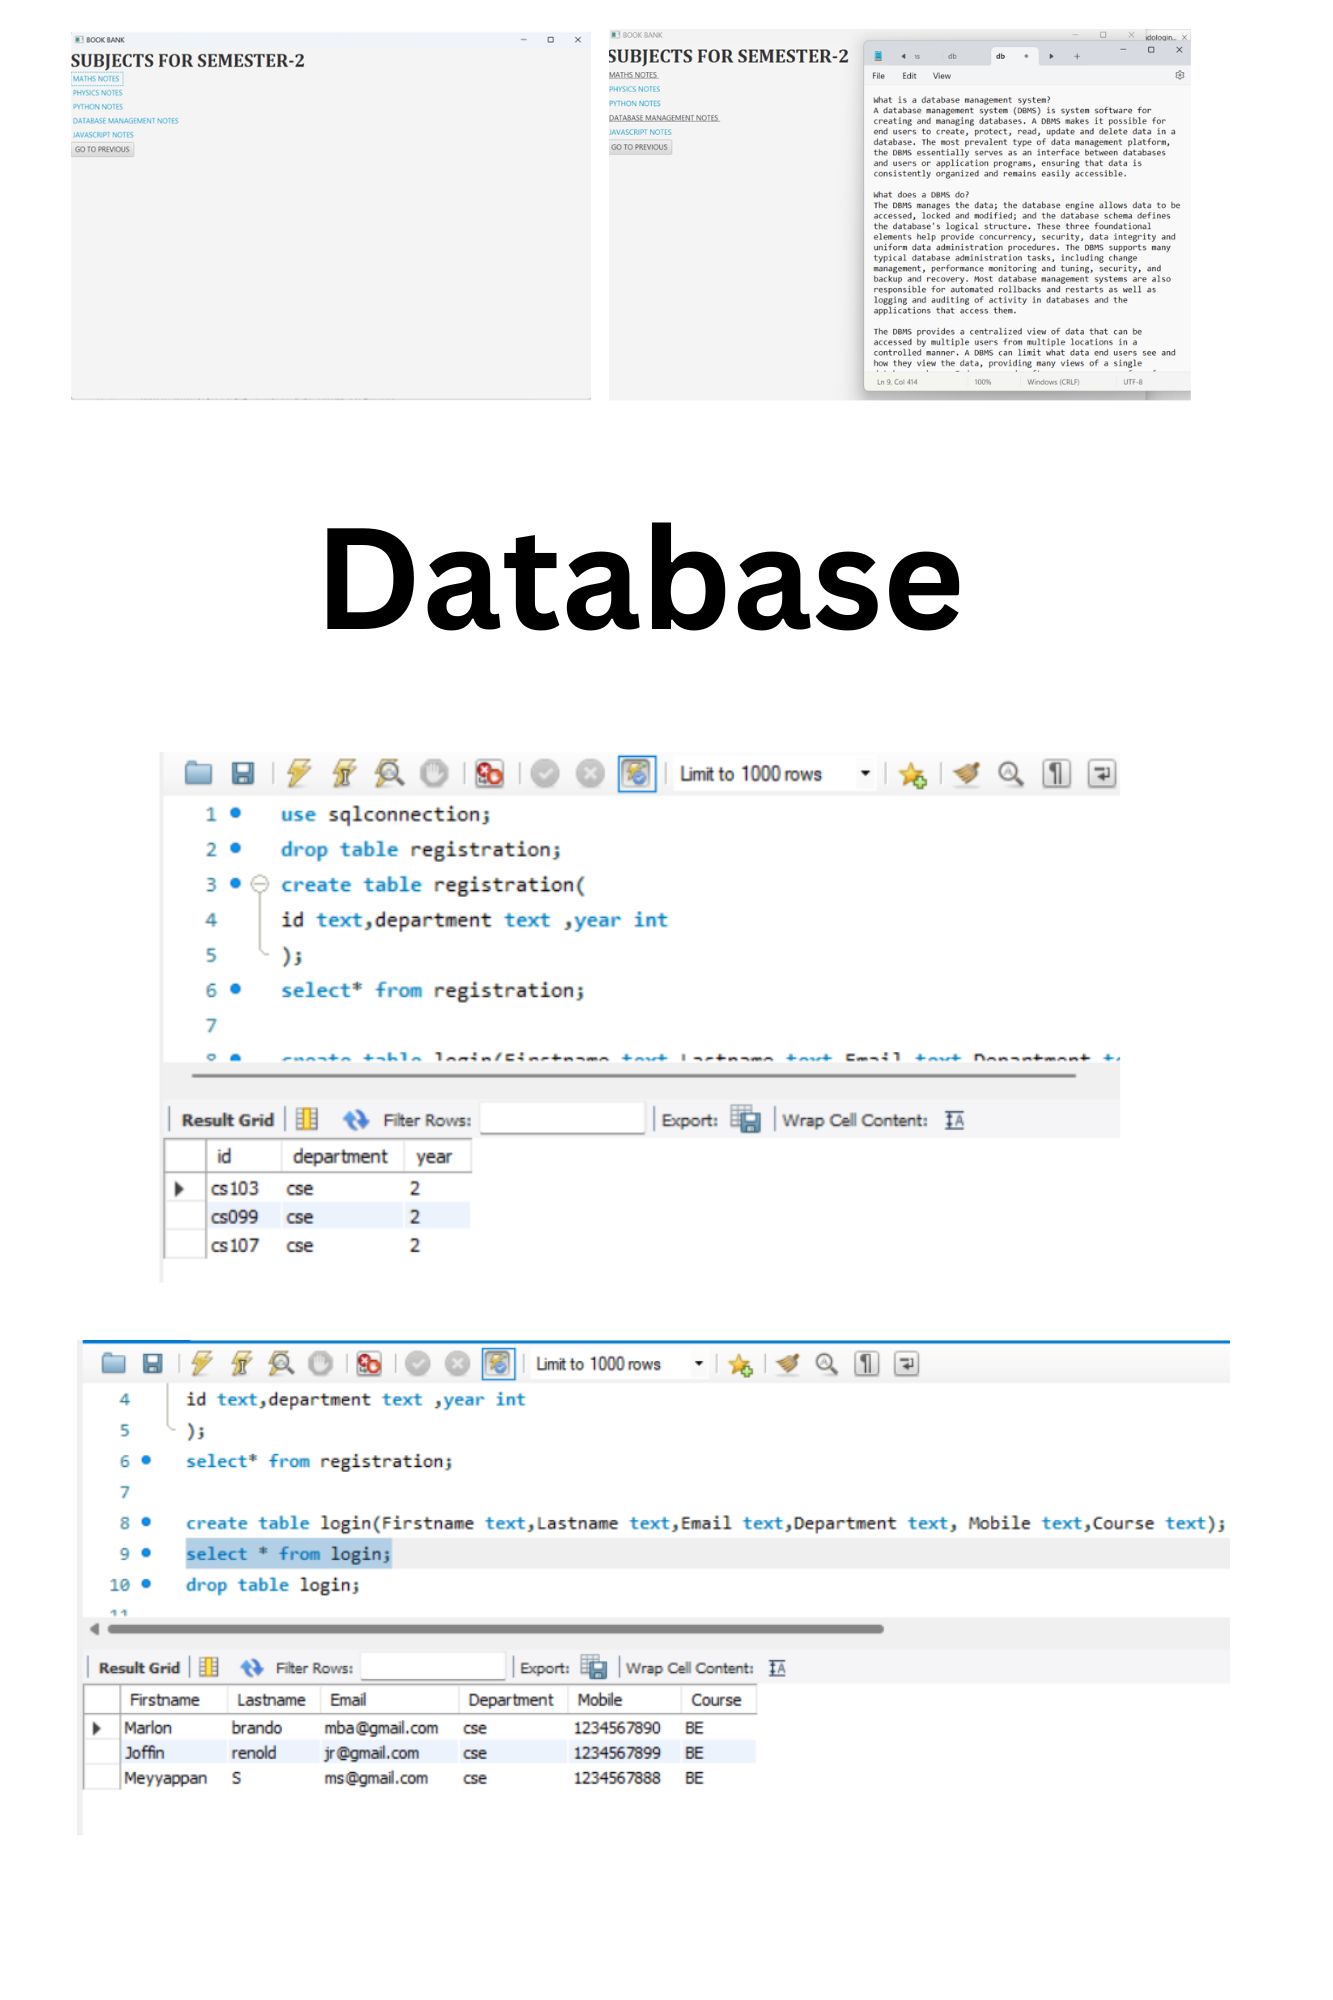 BOOK BANK
SUBJECTS FOR SEMESTER-2
MATHS NOTES
PHYSICS NOTES
PYTHON NOTES
DATABASE MANAGEMENT NOTES
JAVASCRIPT NOTES
GO TO PREVIOUS
BOOK BANK
SUBJECTS FOR SEMESTER-2
MATHS NOTES
PHYSICS NOTES
PYTHON NOTES
DATABASE MANAGEMENT NOTES
JAVASCRIPT NOTES
GO TO PREVIOUS
db
db
File Edit View
What is a database management system?
A database management system (DBMS) is system software for
creating and managing databases. A DBMS makes it possible for
end users to create, protect, read, update and delete data in a
database. The most prevalent type of data management platform,
the DBMS essentially serves as an interface between databases
and users or application programs, ensuring that data is
consistently organized and remains easily accessible.
What does a DBMS do?
The DBMS manages the data; the database engine allows data to be
accessed, locked and modified; and the database schema defines
the database's logical structure. These three foundational
elements help provide concurrency, security, data integrity and
uniform data administration procedures. The DBMS supports many
typical database administration tasks, including change
management, performance monitoring and tuning, security, and
backup and recovery. Most database management systems are also
responsible for automated rollbacks and restarts as well as
logging and auditing of activity in databases and the
applications that access them.
The DBMS provides a centralized view of data that can be
accessed by multiple users from multiple locations in a
controlled manner. A DBMS can limit what data end users see and
how they view the data, providing many views of a single
Ln 9, Col 414 100% Windows (CRLF) UTF-8
Database
Limit to 1000 rows
1 use sqlconnection;
2 drop table registration;
3 create table registration(
4 id text,department text ,year int
5 );
6 select* from registration;
7
8 create table login(Firstname text,Lastname text,Email text,Department te
Result Grid Filter Rows: Export: Wrap Cell Content:
id department year
cs103 cse 2
cs099 cse 2
cs107 cse 2
Limit to 1000 rows
4 id text,department text ,year int
5 );
6 select* from registration;
7
8 create table login(Firstname text,Lastname text,Email text,Department text, Mobile text,Course text);
9 select * from login;
10 drop table login;
11
Result Grid Filter Rows: Export: Wrap Cell Content:
Firstname Lastname Email Department Mobile Course
Marlon brando mba@gmail.com cse 1234567890 BE
Joffin renold jr@gmail.com cse 1234567899 BE
Meyyappan S ms@gmail.com cse 1234567888 BE